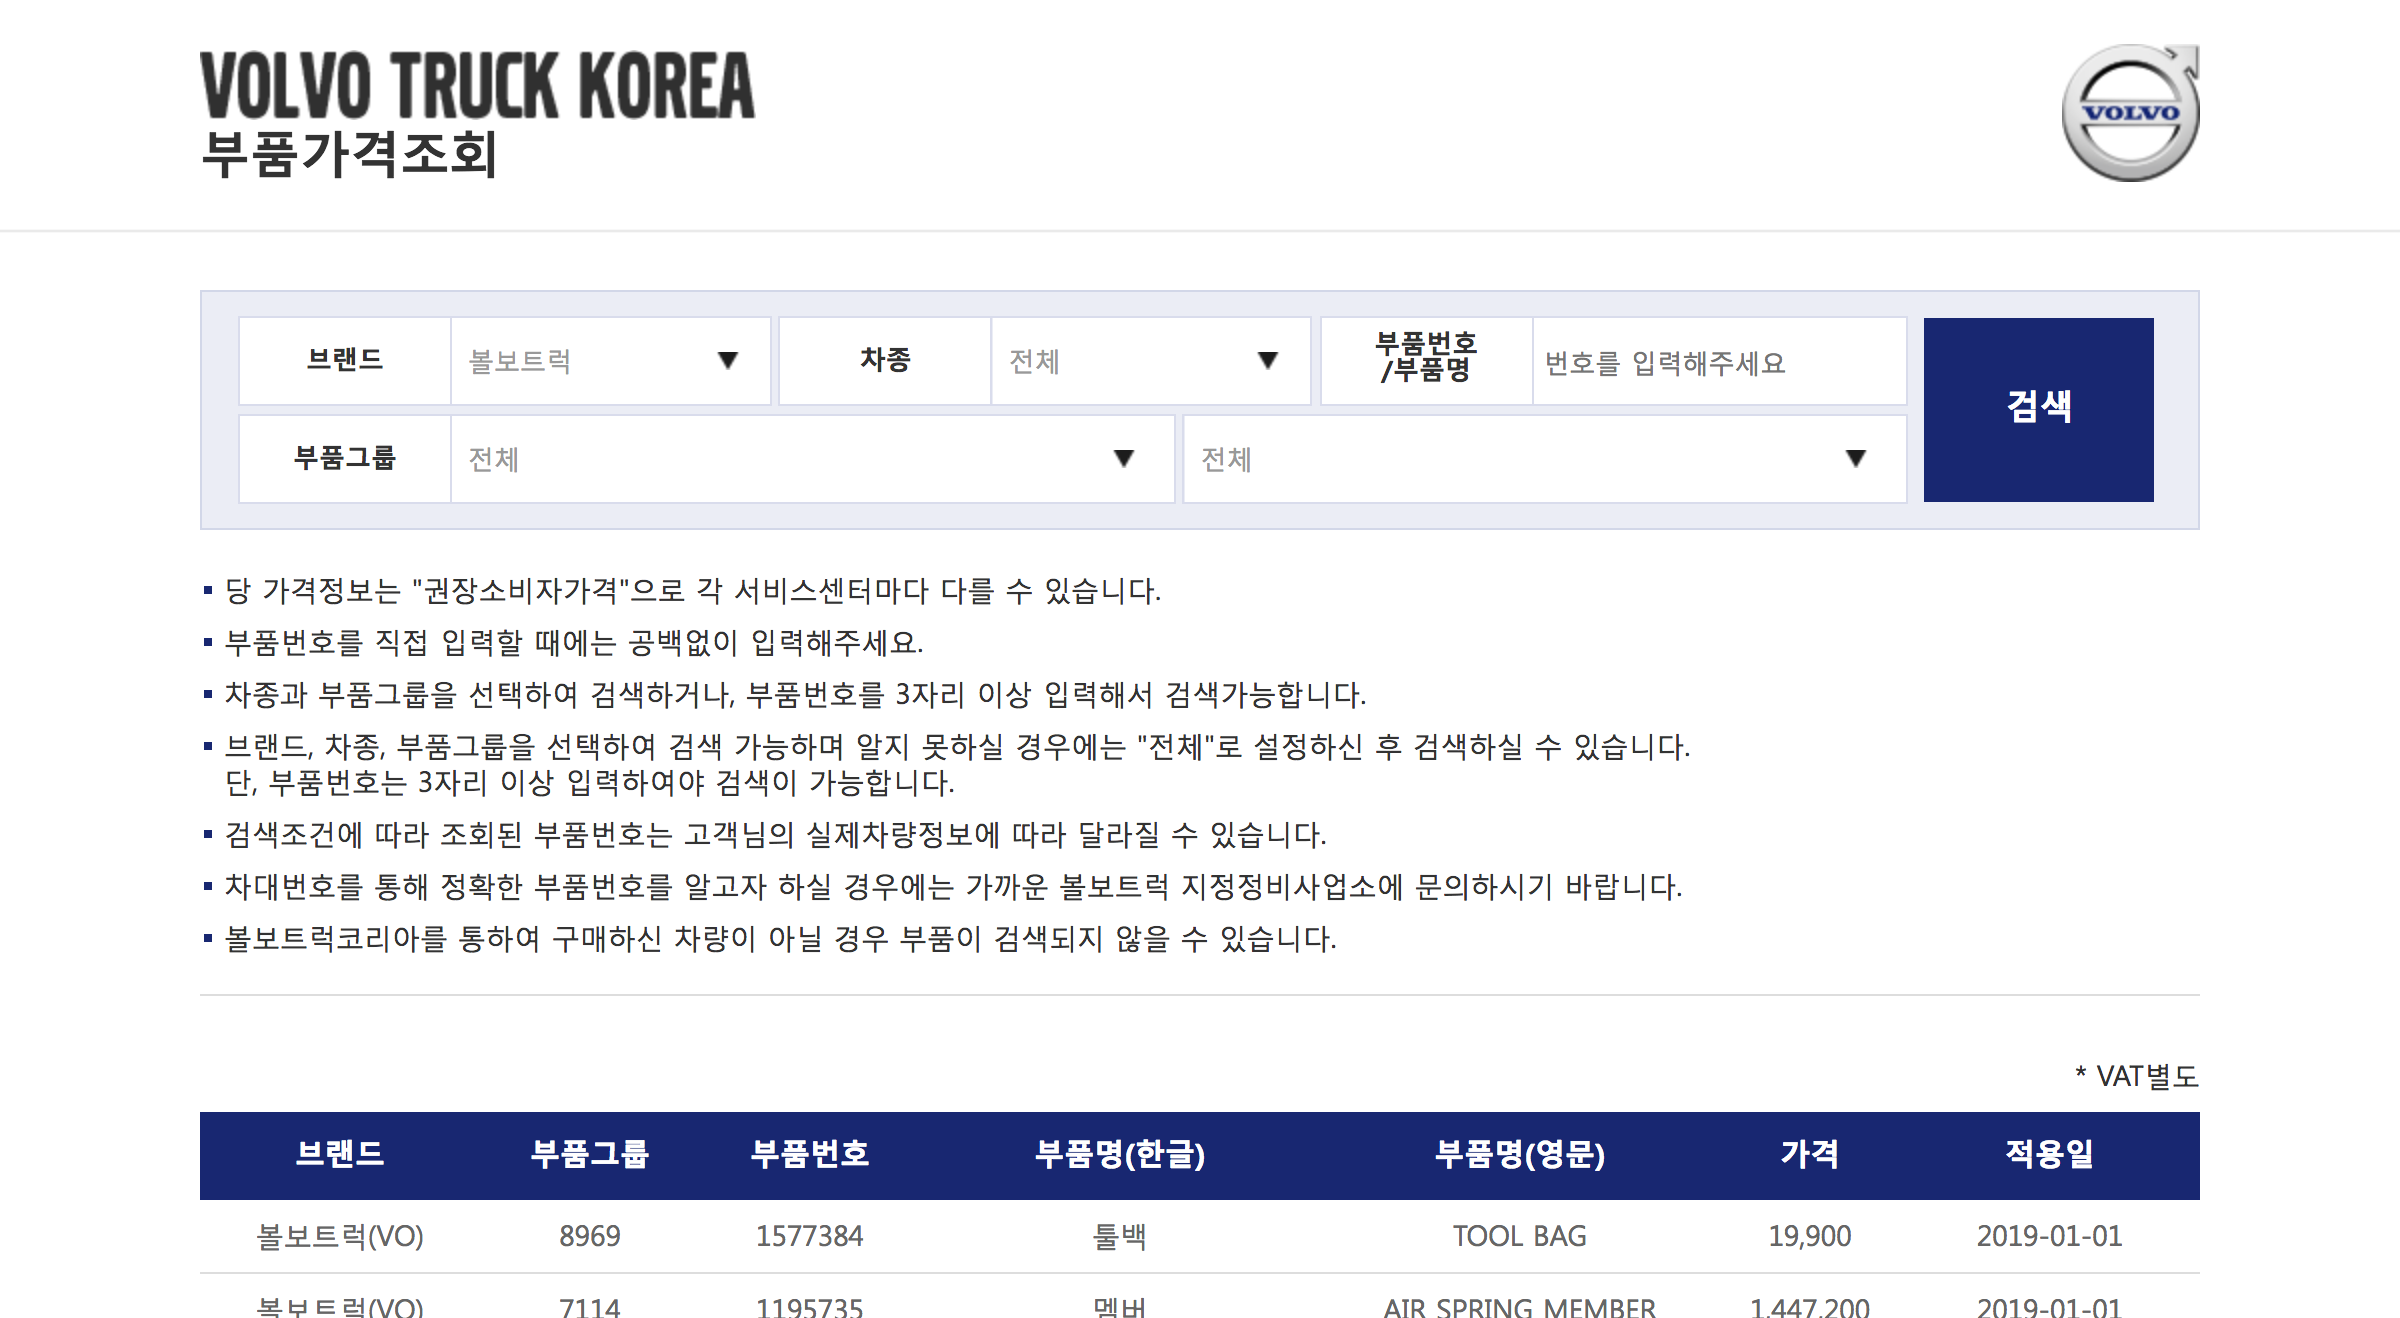 VOLVO TRUCK KOREA
부품가격조회
VOLVO
브랜드 볼보트럭 차종 전체 부품번호 /부품명 번호를 입력해주세요
검색
부품그룹 전체 전체
당 가격정보는 "권장소비자가격"으로 각 서비스센터마다 다를 수 있습니다.
부품번호를 직접 입력할 때에는 공백없이 입력해주세요.
차종과 부품그룹을 선택하여 검색하거나, 부품번호를 3자리 이상 입력해서 검색가능합니다.
브랜드, 차종, 부품그룹을 선택하여 검색 가능하며 알지 못하실 경우에는 "전체"로 설정하신 후 검색하실 수 있습니다.
단, 부품번호는 3자리 이상 입력하여야 검색이 가능합니다.
검색조건에 따라 조회된 부품번호는 고객님의 실제차량정보에 따라 달라질 수 있습니다.
차대번호를 통해 정확한 부품번호를 알고자 하실 경우에는 가까운 볼보트럭 지정정비사업소에 문의하시기 바랍니다.
볼보트럭코리아를 통하여 구매하신 차량이 아닐 경우 부품이 검색되지 않을 수 있습니다.
* VAT별도
브랜드 부품그룹 부품번호 부품명(한글) 부품명(영문) 가격 적용일
볼보트럭(VO) 8969 1577384 툴백 TOOL BAG 19,900 2019-01-01
볼보트럭(VO) 7114 1195735 멤버 AIR SPRING MEMBER 1,447,200 2019-01-01